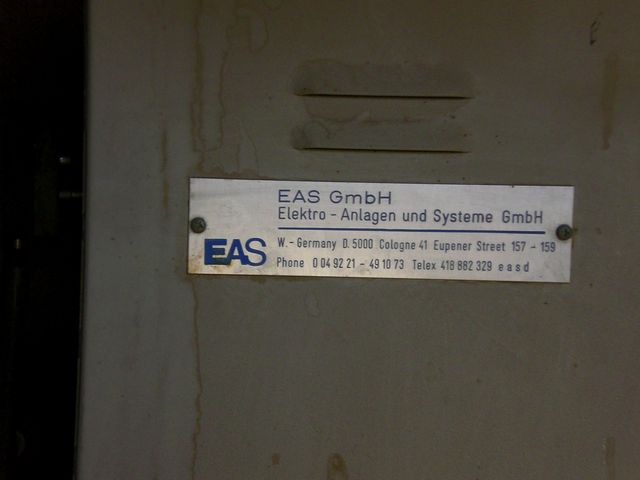 EAS GmbH
Elektro - Anlagen und Systeme GmbH
EAS
W. - Germany D. 5000 Cologne 41 Eupener Street 157 - 159
Phone 0 04 92 21 - 49 10 73 Telex 418 882 329 e a s d